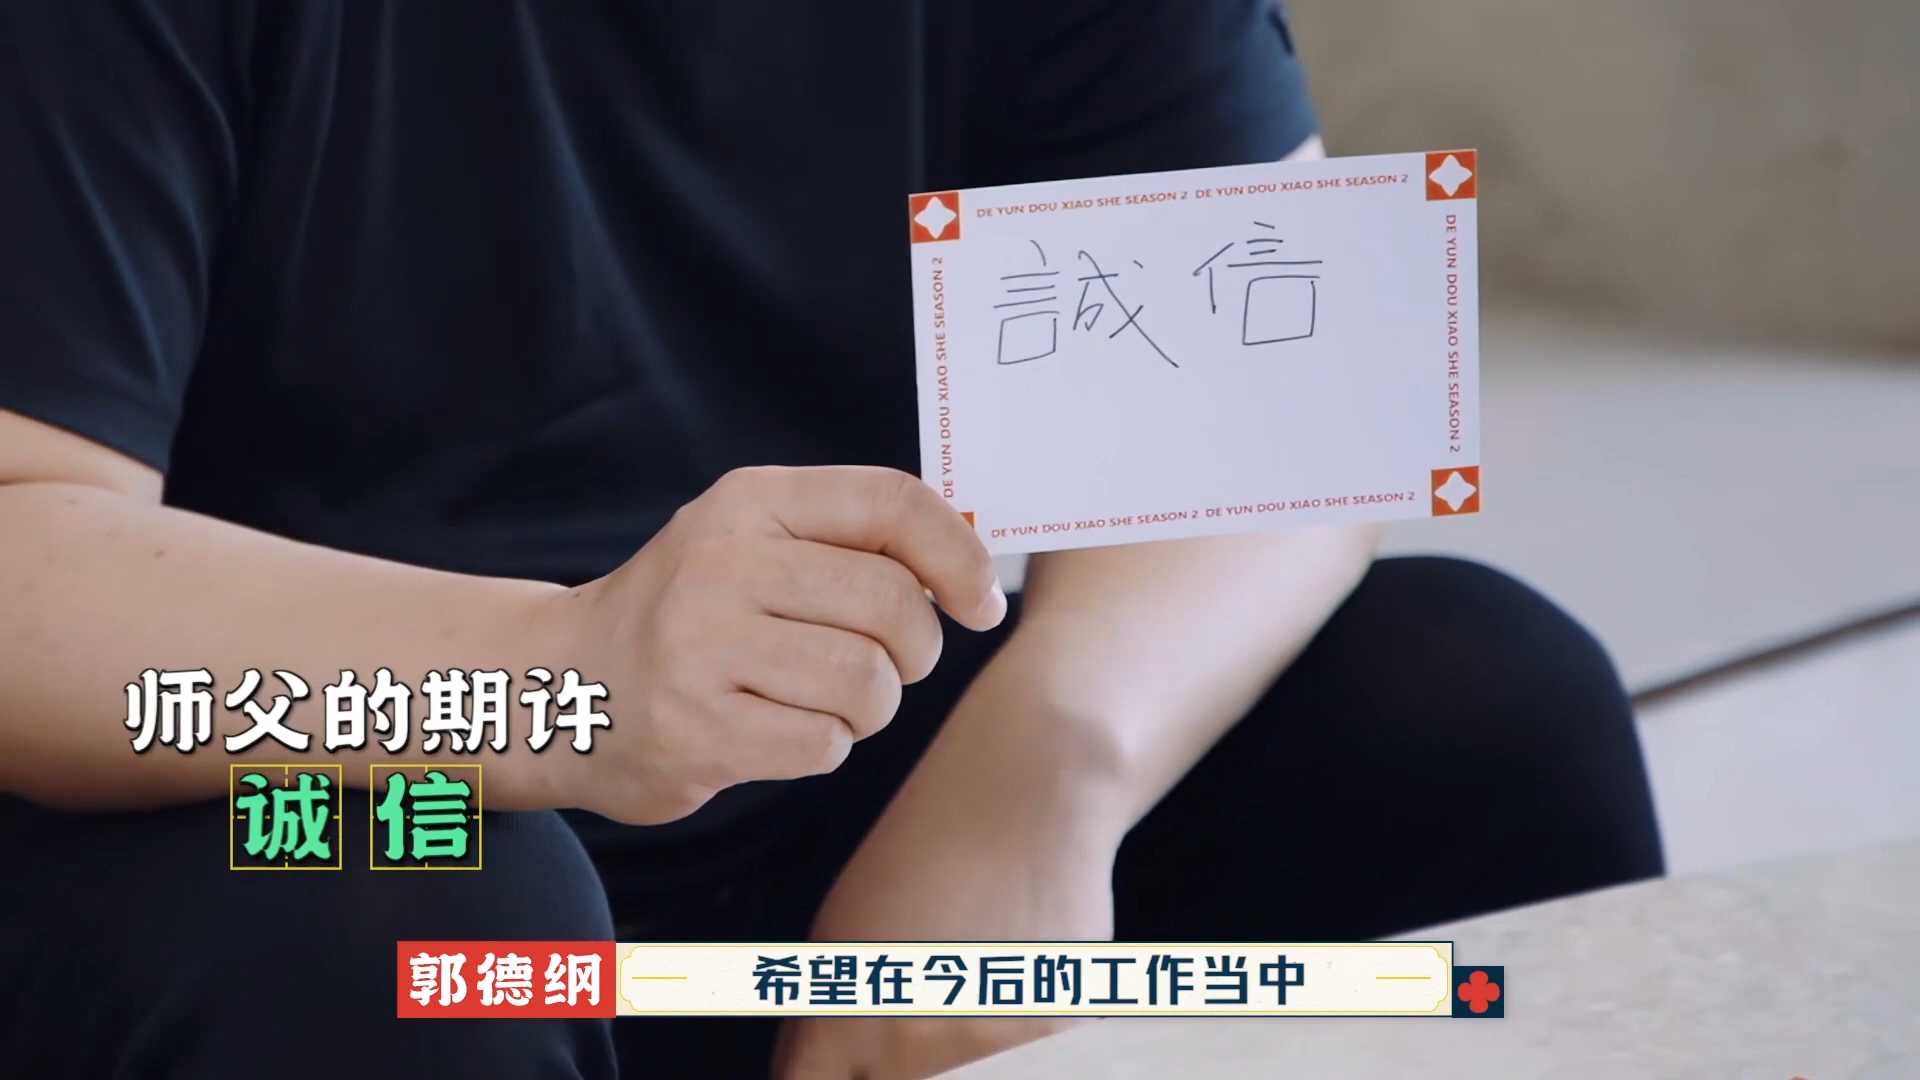 DE YUN DOU XIAO SHE SEASON 2 DE YUN DOU XIAO SHE SEASON 2
DE YUN DOU XIAO SHE SEASON 2
誠信
DE YUN DOU XIAO SHE SEASON 2
DE YUN DOU XIAO SHE SEASON 2 DE YUN DOU XIAO SHE SEASON 2
师父的期许
诚信
郭德纲 希望在今后的工作当中